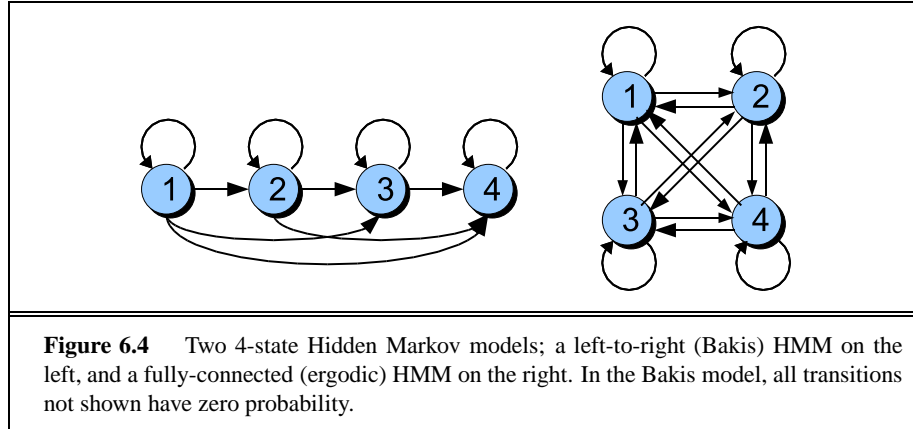 1 2 3 4
1 2
3 4
Figure 6.4 Two 4-state Hidden Markov models; a left-to-right (Bakis) HMM on the
left, and a fully-connected (ergodic) HMM on the right. In the Bakis model, all transitions
not shown have zero probability.